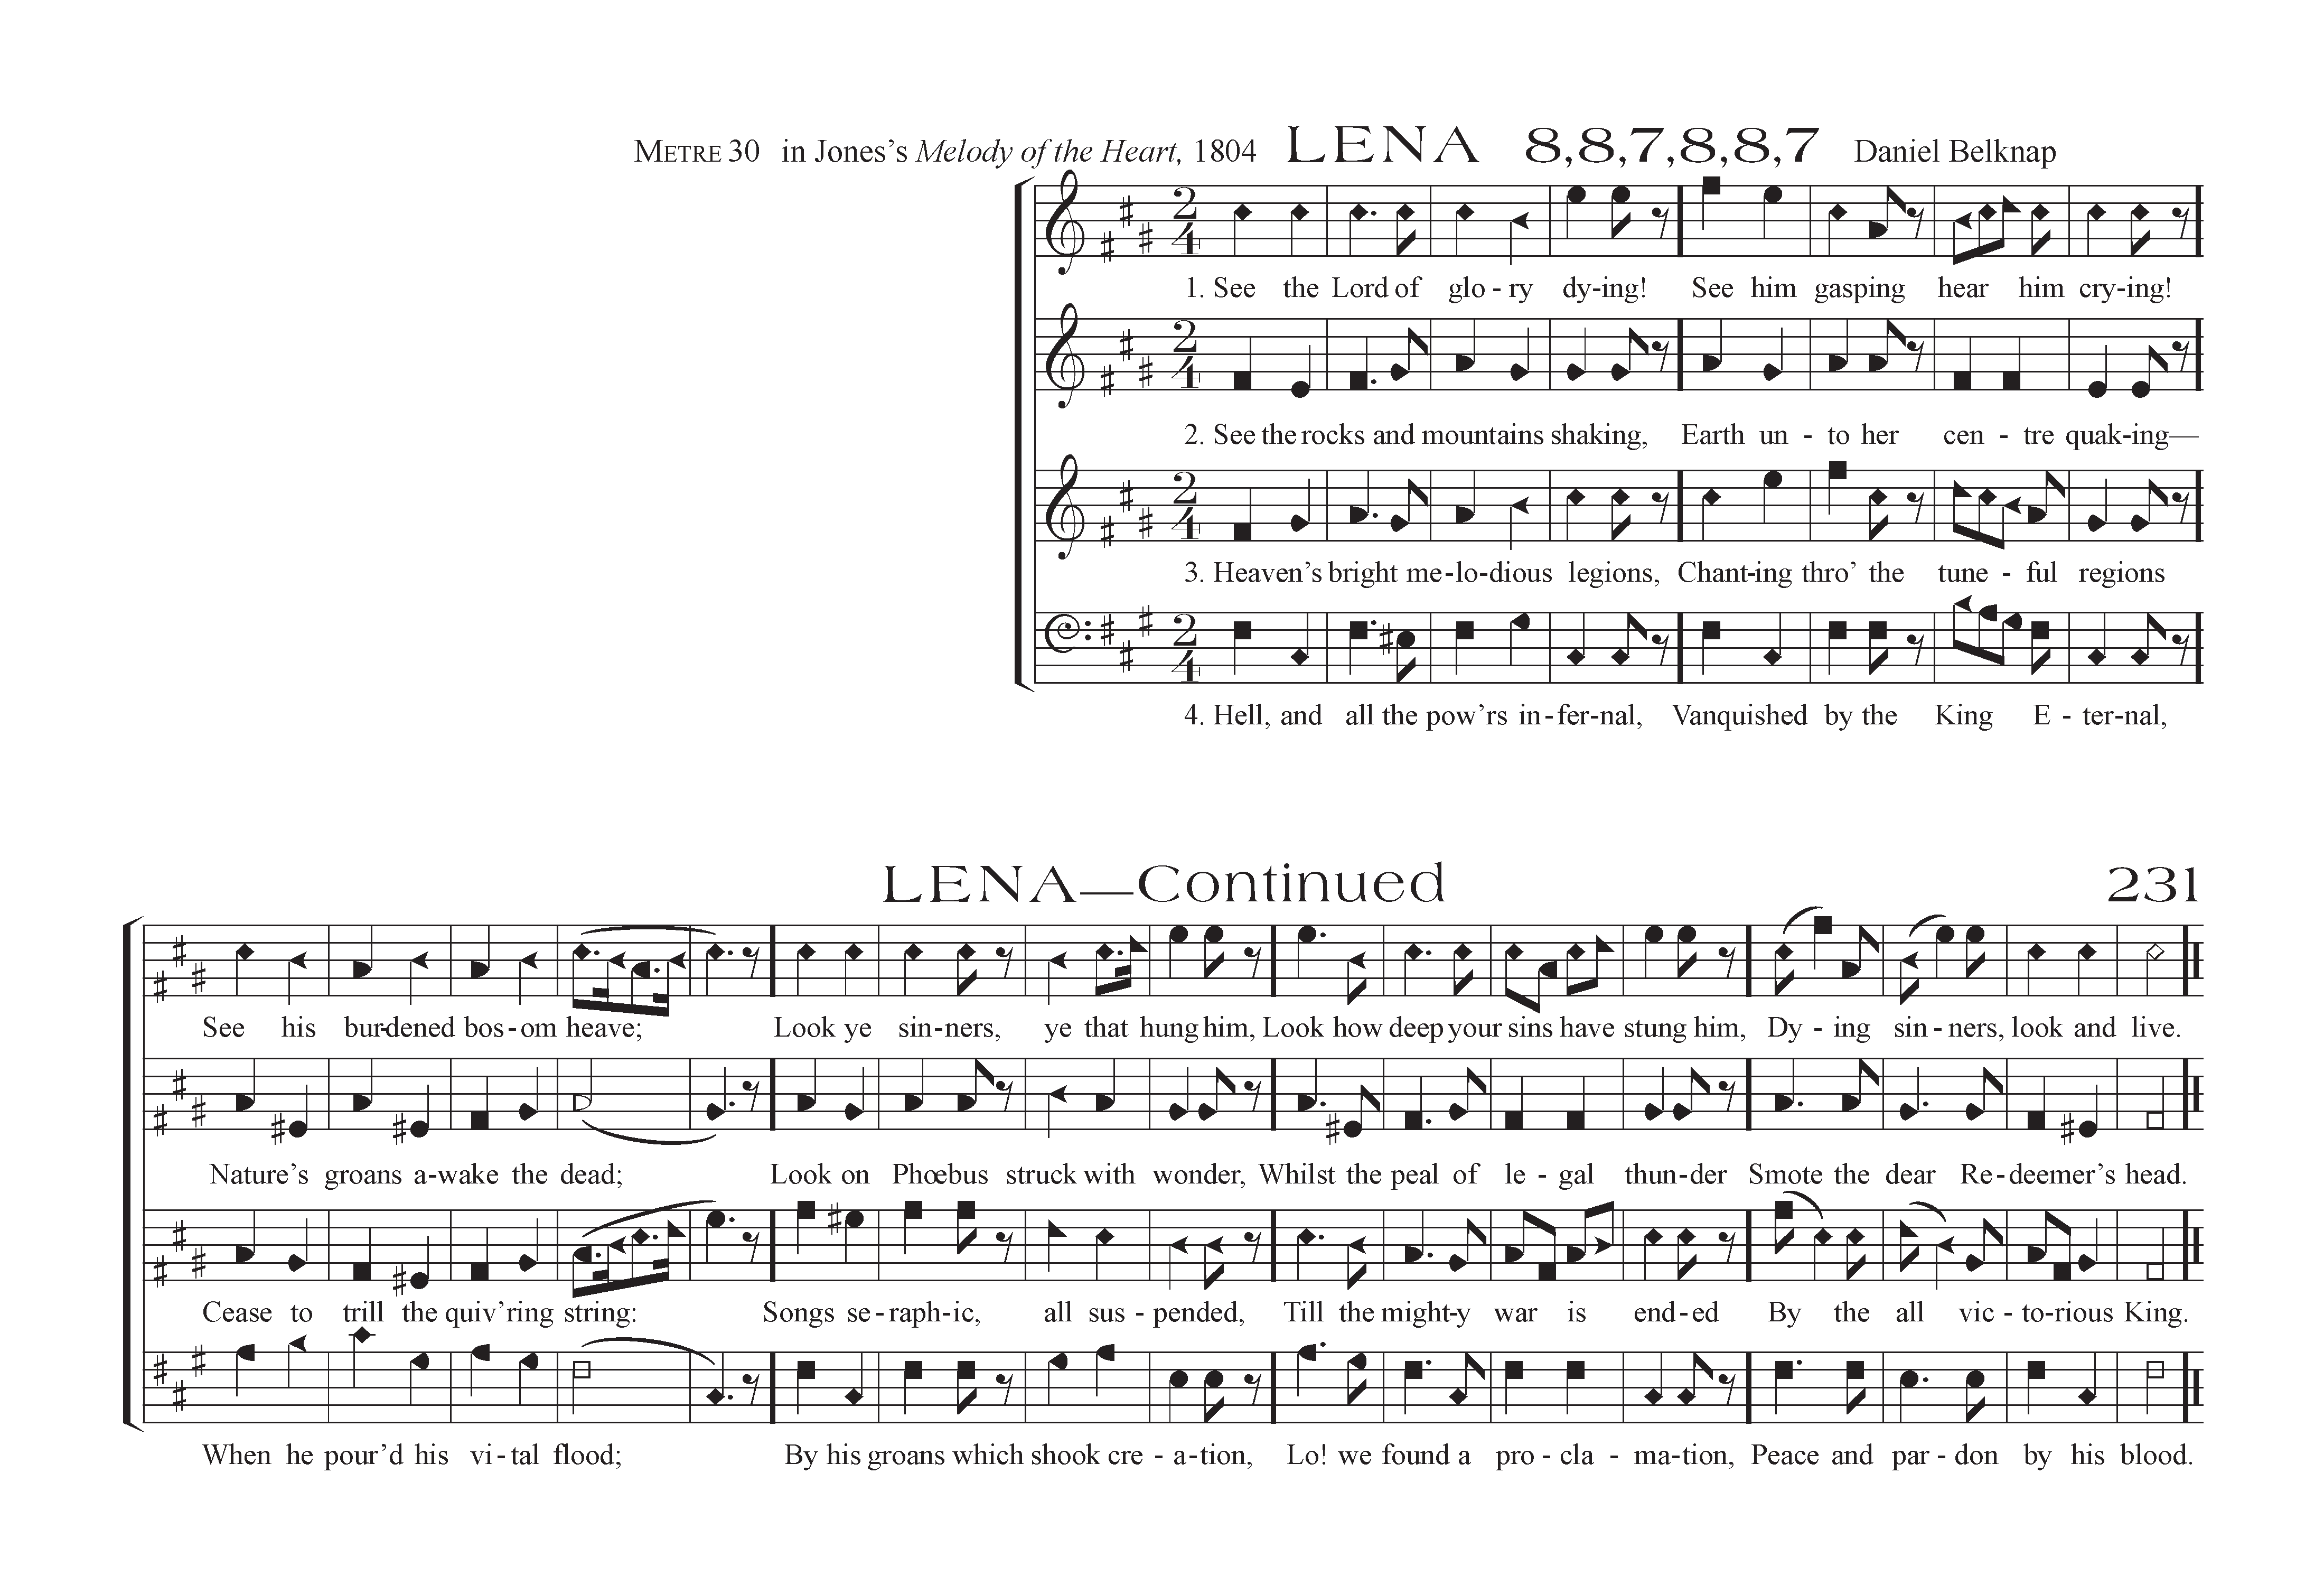 METRE 30 in Jones's Melody of the Heart, 1804 LENA 8,8,7,8,8,7 Daniel Belknap
2 4
1. See the Lord of glo - ry dy-ing! See him gasping hear him cry-ing!
2 4
2. See the rocks and mountains shaking, Earth un - to her cen - tre quak-ing—
2 4
3. Heaven's bright me-lo-dious legions, Chant-ing thro' the tune - ful regions
2 4
4. Hell, and all the pow'rs in-fer-nal, Vanquished by the King E - ter-nal,
LENA—Continued 231
See his bur-dened bos-om heave; Look ye sin-ners, ye that hung him, Look how deep your sins have stung him, Dy - ing sin - ners, look and live.
Nature's groans a-wake the dead; Look on Phœbus struck with wonder, Whilst the peal of le - gal thun-der Smote the dear Re-deemer's head.
Cease to trill the quiv'ring string: Songs se-raph-ic, all sus - pended, Till the might-y war is end-ed By the all vic - to-rious King.
When he pour'd his vi-tal flood; By his groans which shook cre - a-tion, Lo! we found a pro - cla - ma-tion, Peace and par - don by his blood.